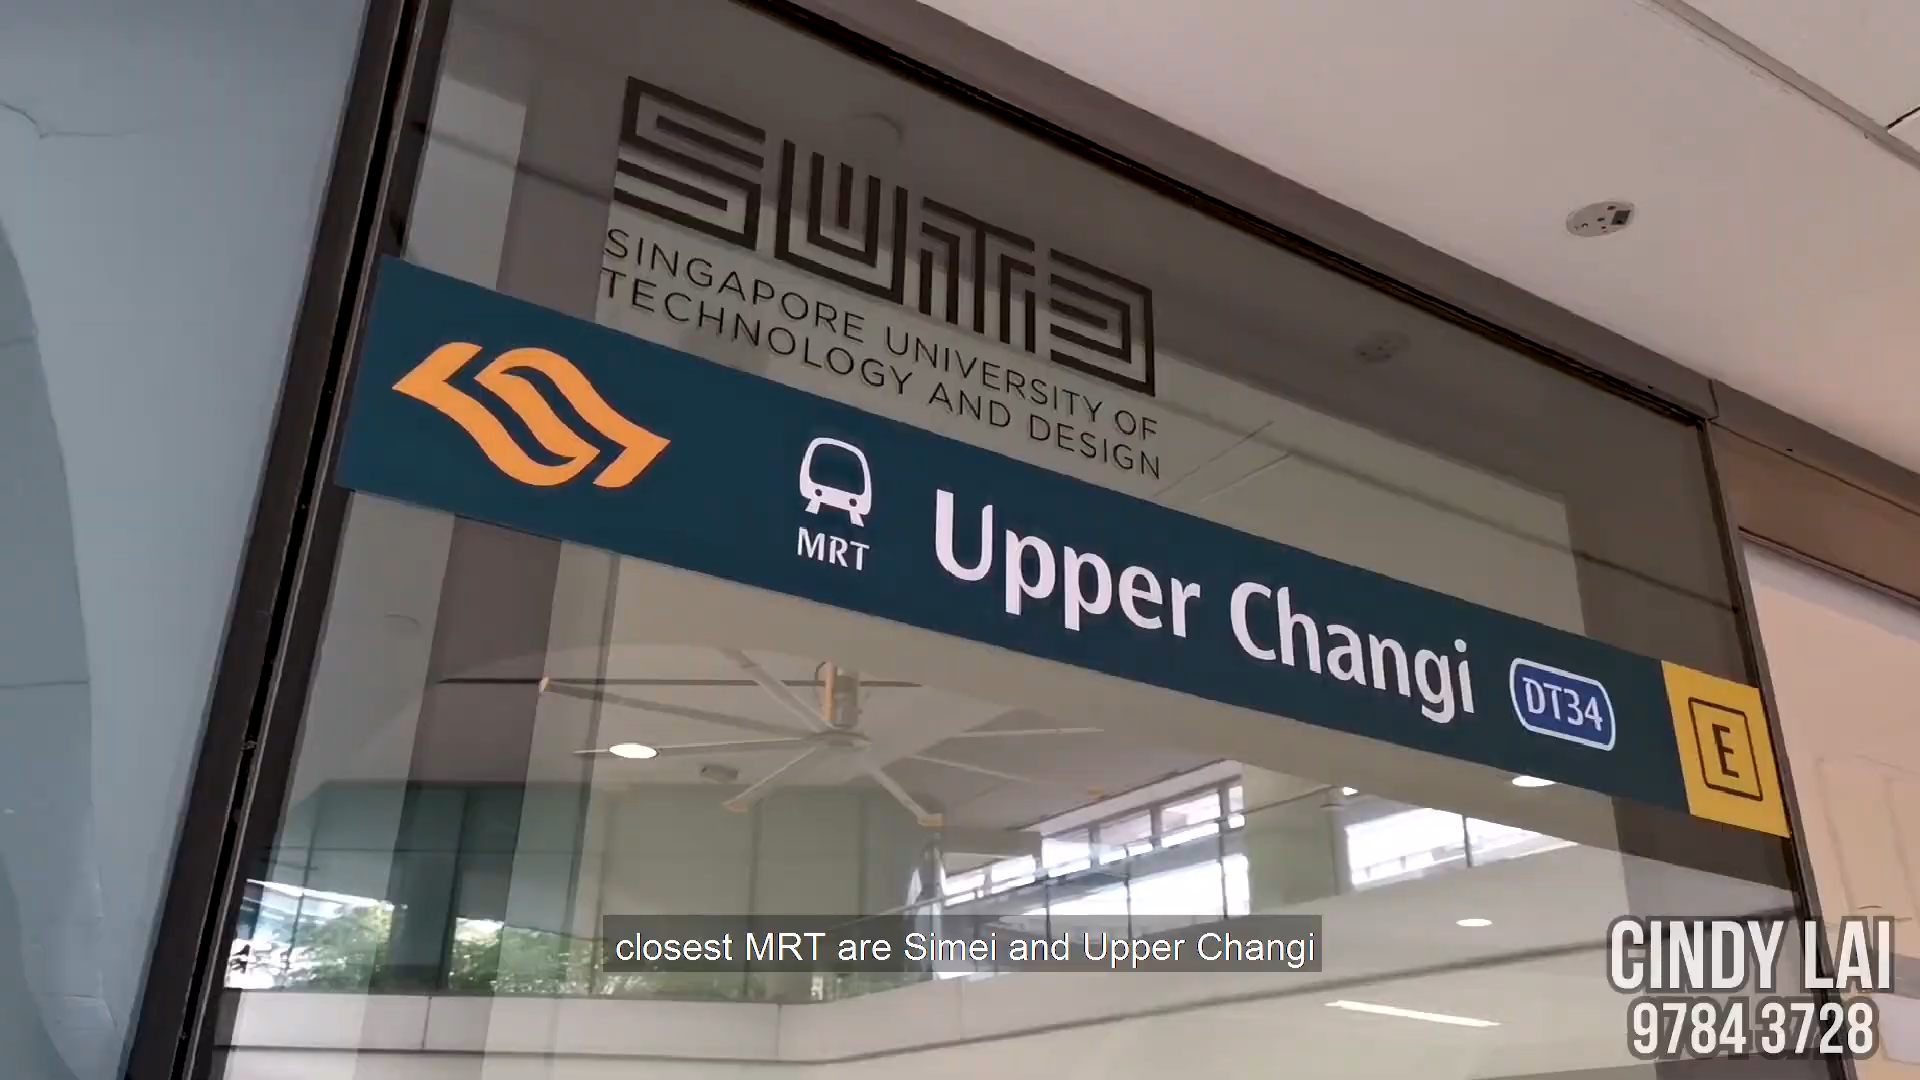 SUTD
SINGAPORE UNIVERSITY OF
TECHNOLOGY AND DESIGN
MRT
Upper Changi
DT34
E
closest MRT are Simei and Upper Changi
CINDY LAI
9784 3728